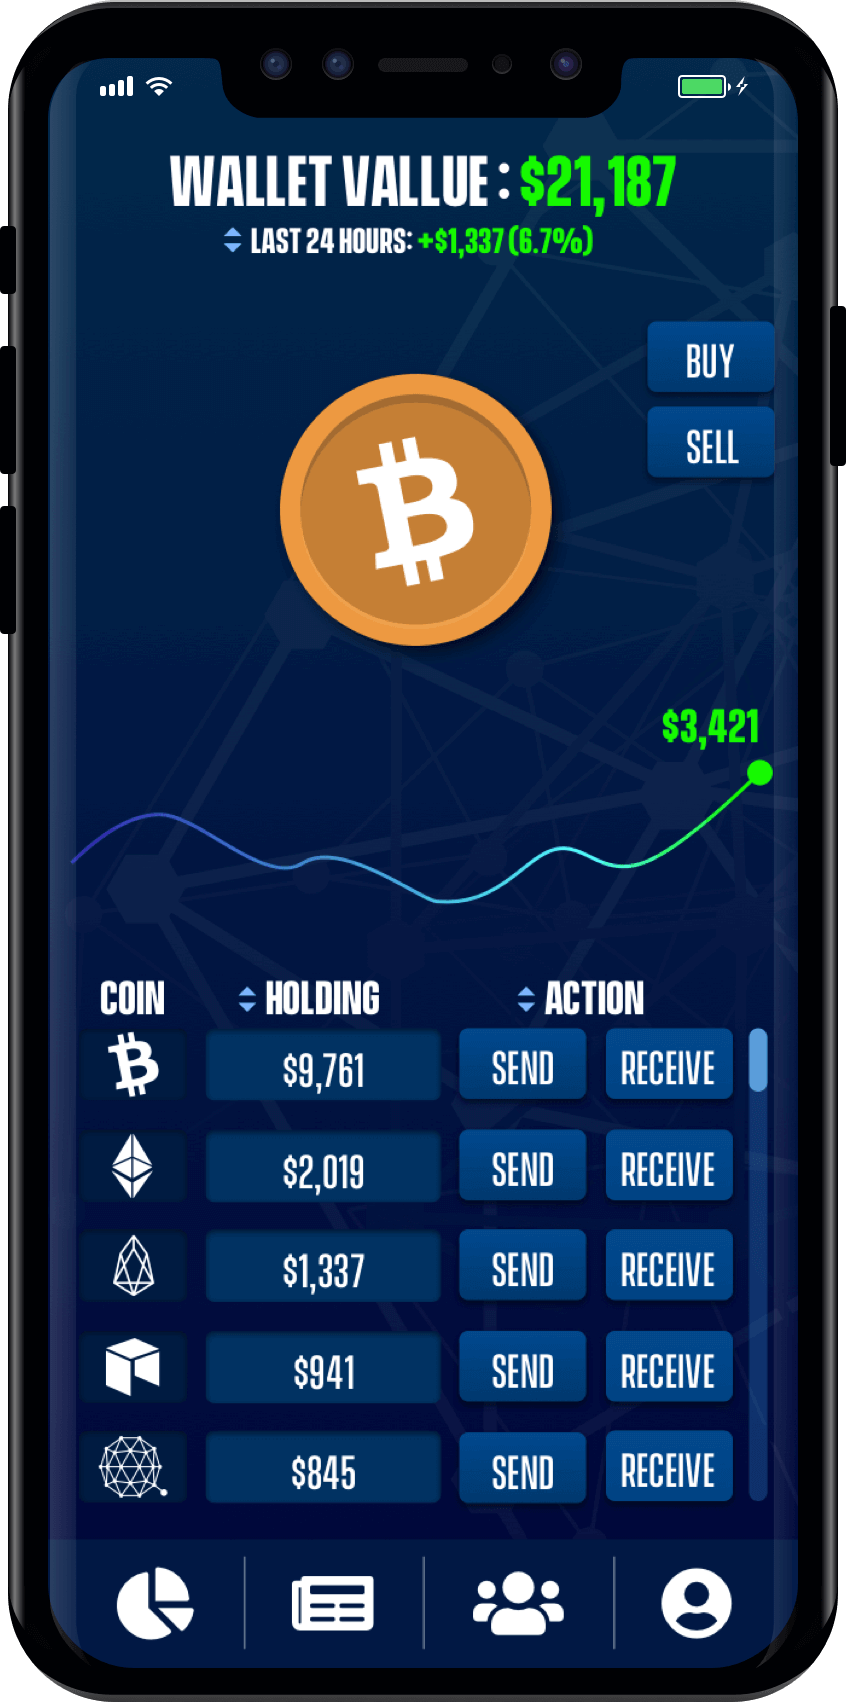 WALLET VALLUE : $21,187
LAST 24 HOURS: +$1,337 (6.7%)
BUY
SELL
$3,421
COIN HOLDING ACTION
$9,761 SEND RECEIVE
$2,019 SEND RECEIVE
$1,337 SEND RECEIVE
$941 SEND RECEIVE
$845 SEND RECEIVE